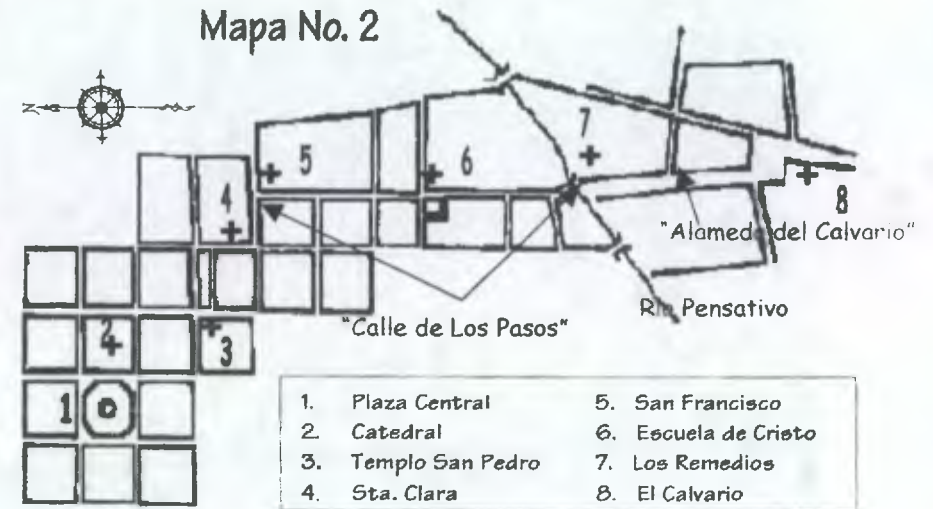 Mapa No. 2
N
7
5
6
4
8
"Alameda del Calvario"
Río Pensativo
"Calle de Los Pasos"
2
3
1
1. Plaza Central
2. Catedral
3. Templo San Pedro
4. Sta. Clara
5. San Francisco
6. Escuela de Cristo
7. Los Remedios
8. El Calvario